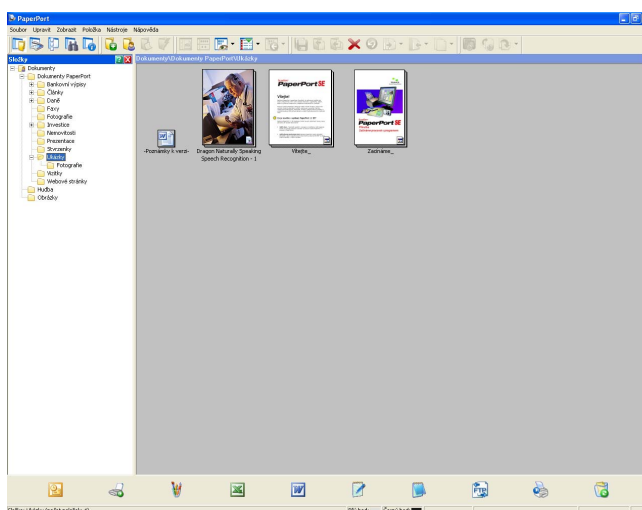 PaperPort
Soubor Upravit Zobrazit Položka Nástroje Nápověda
Složky
Dokumenty\Dokumenty PaperPort\Ukázky
Dokumenty
Dokumenty PaperPort
Bankovní výpisy
Články
Daně
Faxy
Fotografie
Investice
Nemovitosti
Prezentace
Stvrzenky
Ukázky
Fotografie
Vizitky
Webové stránky
Hudba
Obrázky
PaperPort SE
Vítejte!
PaperPort SE
-Poznámky k verzi-
Dragon Naturally Speaking
Speech Recognition - 1
Vítejte_
Začínáme_
FTP